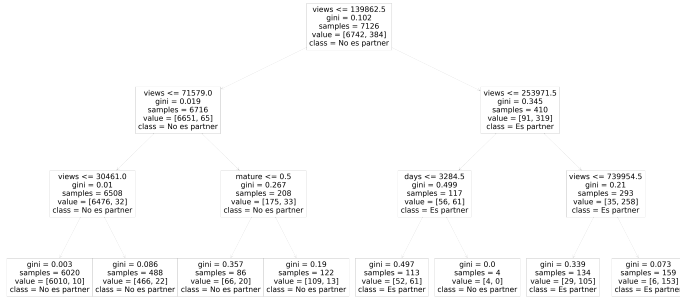 views <= 139862.5
gini = 0.102
samples = 7126
value = [6742, 384]
class = No es partner
views <= 71579.0
gini = 0.019
samples = 6716
value = [6651, 65]
class = No es partner
views <= 253971.5
gini = 0.345
samples = 410
value = [91, 319]
class = Es partner
views <= 30461.0
gini = 0.01
samples = 6508
value = [6476, 32]
class = No es partner
mature <= 0.5
gini = 0.267
samples = 208
value = [175, 33]
class = No es partner
days <= 3284.5
gini = 0.499
samples = 117
value = [56, 61]
class = Es partner
views <= 739954.5
gini = 0.21
samples = 293
value = [35, 258]
class = Es partner
gini = 0.003
samples = 6020
value = [6010, 10]
class = No es partner
gini = 0.086
samples = 488
value = [466, 22]
class = No es partner
gini = 0.357
samples = 86
value = [66, 20]
class = No es partner
gini = 0.19
samples = 122
value = [109, 13]
class = No es partner
gini = 0.497
samples = 113
value = [52, 61]
class = Es partner
gini = 0.0
samples = 4
value = [4, 0]
class = No es partner
gini = 0.339
samples = 134
value = [29, 105]
class = Es partner
gini = 0.073
samples = 159
value = [6, 153]
class = Es partner